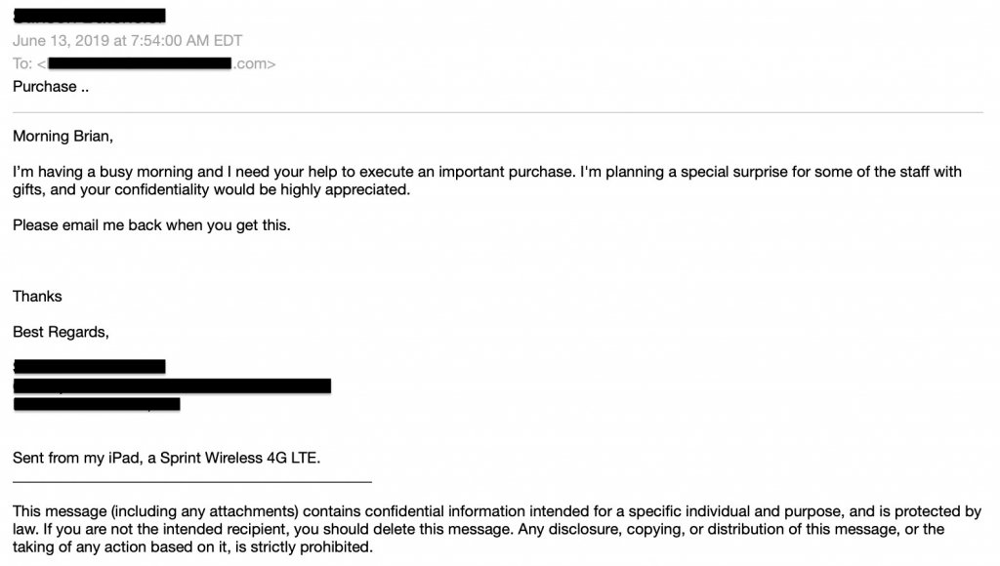 June 13, 2019 at 7:54:00 AM EDT
To: < .com>
Purchase ..
Morning Brian,
I’m having a busy morning and I need your help to execute an important purchase. I'm planning a special surprise for some of the staff with
gifts, and your confidentiality would be highly appreciated.
Please email me back when you get this.
Thanks
Best Regards,
Sent from my iPad, a Sprint Wireless 4G LTE.
This message (including any attachments) contains confidential information intended for a specific individual and purpose, and is protected by
law. If you are not the intended recipient, you should delete this message. Any disclosure, copying, or distribution of this message, or the
taking of any action based on it, is strictly prohibited.